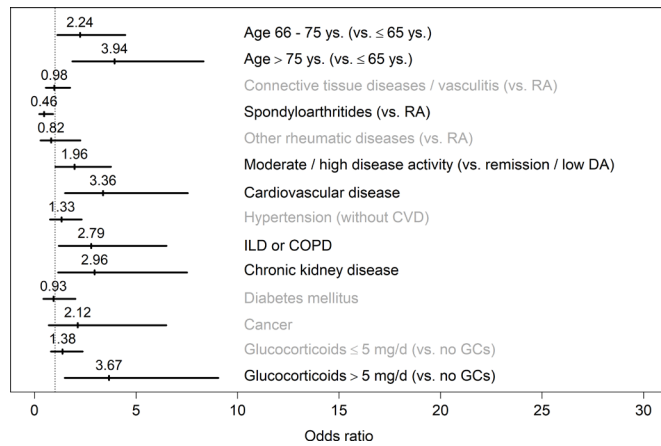 2.24 Age 66 - 75 ys. (vs. ≤ 65 ys.)
3.94 Age > 75 ys. (vs. ≤ 65 ys.)
0.98 Connective tissue diseases / vasculitis (vs. RA)
0.46 Spondyloarthritides (vs. RA)
0.82 Other rheumatic diseases (vs. RA)
1.96 Moderate / high disease activity (vs. remission / low DA)
3.36 Cardiovascular disease
1.33 Hypertension (without CVD)
2.79 ILD or COPD
2.96 Chronic kidney disease
0.93 Diabetes mellitus
2.12 Cancer
1.38 Glucocorticoids ≤ 5 mg/d (vs. no GCs)
3.67 Glucocorticoids > 5 mg/d (vs. no GCs)
0 5 10 15 20 25 30
Odds ratio